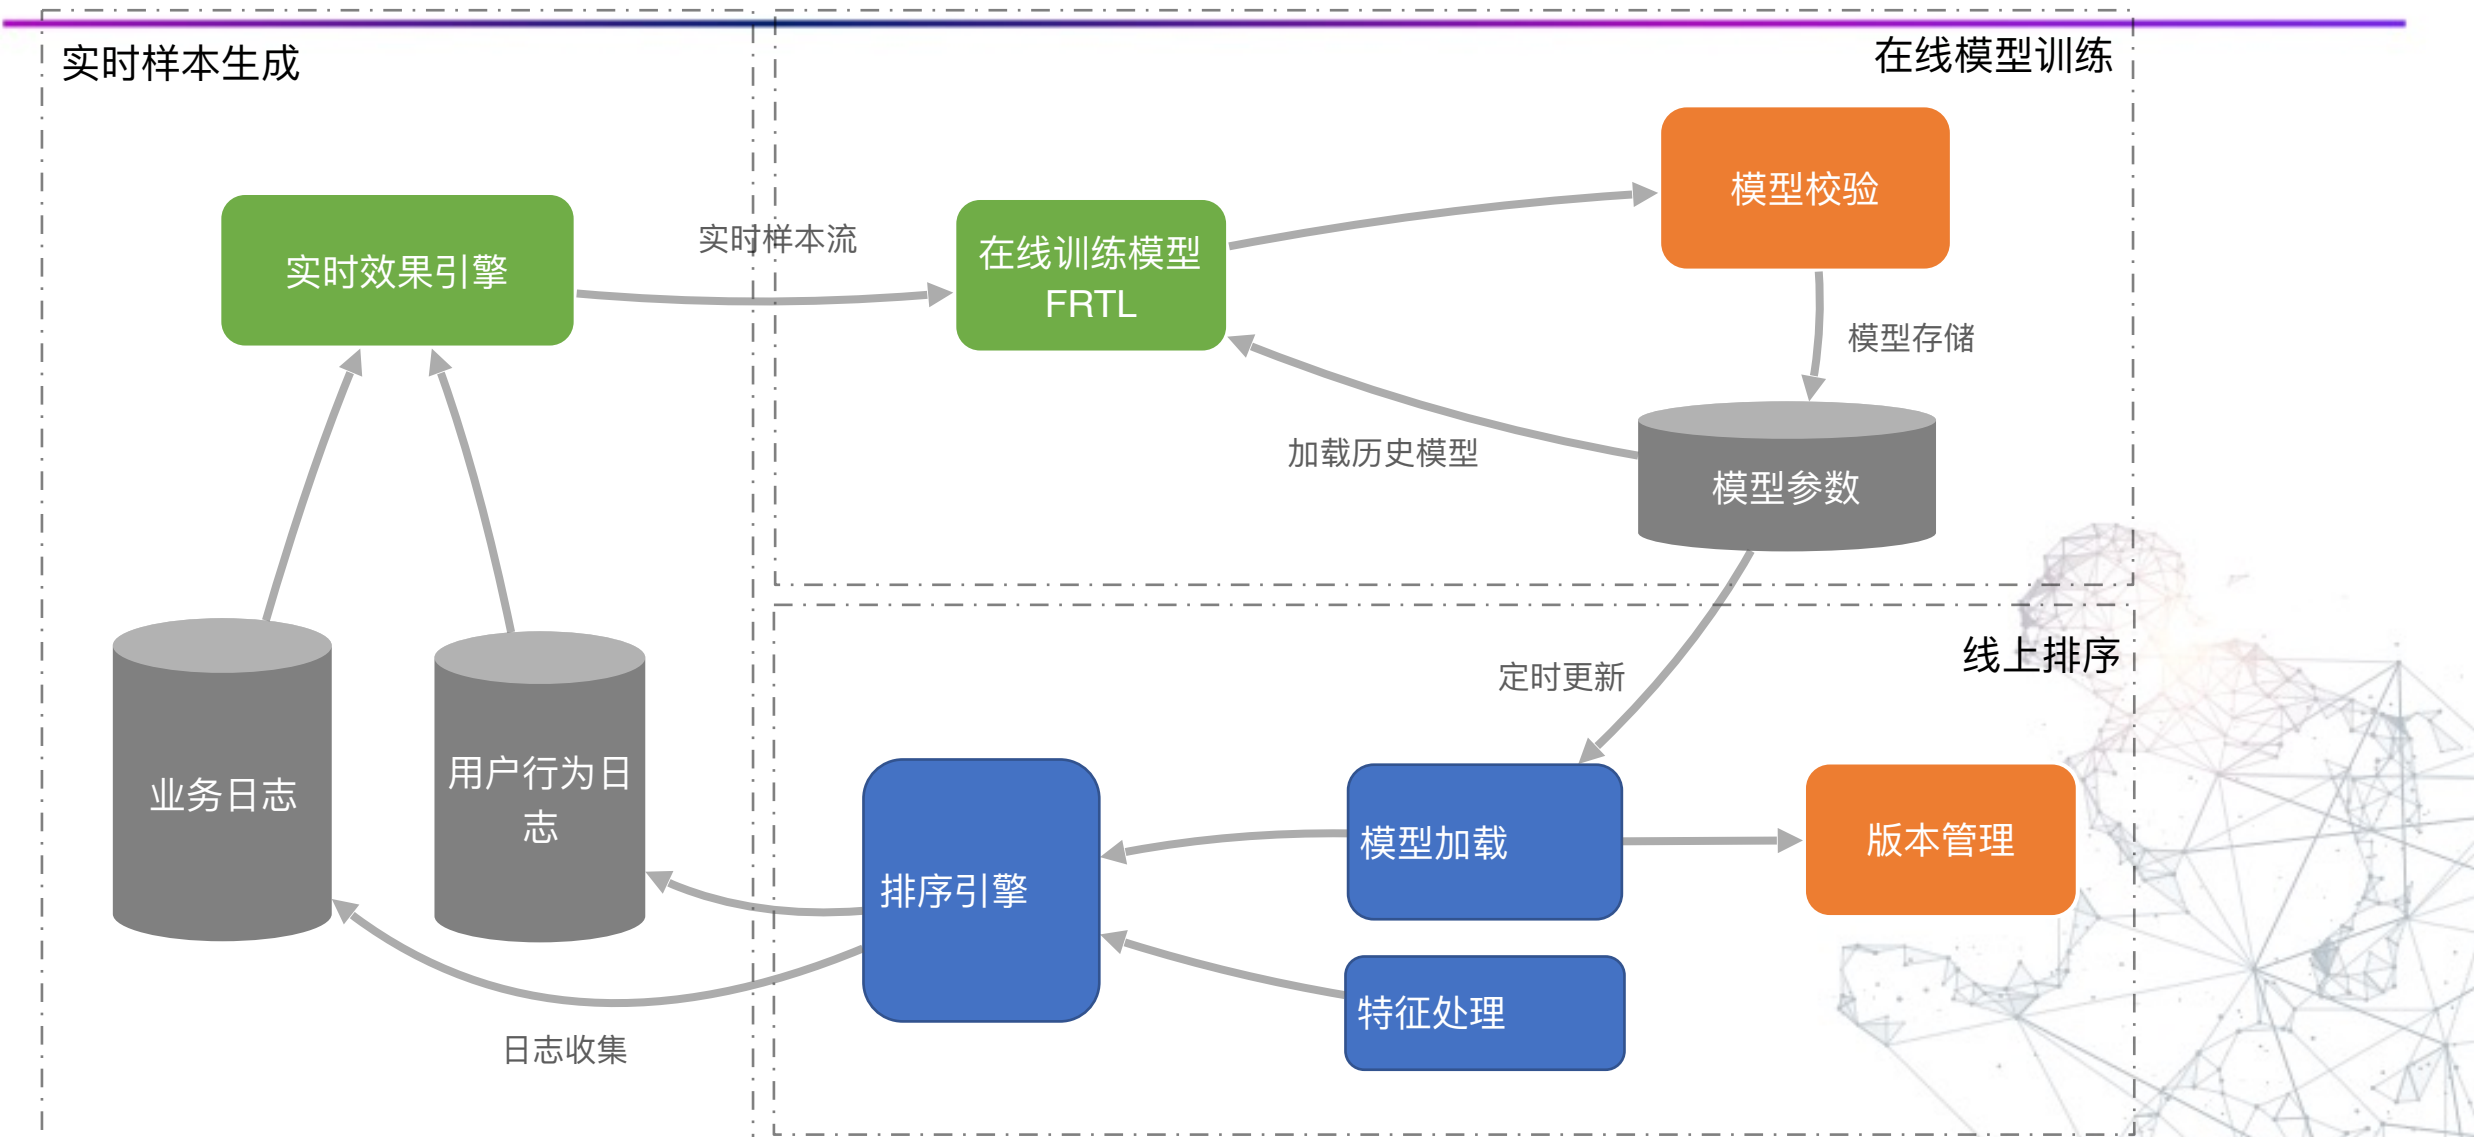 实时样本生成
在线模型训练
模型校验
实时样本流
实时效果引擎
在线训练模型
FRTL
模型存储
加载历史模型
模型参数
线上排序
定时更新
用户行为日
志
业务日志
模型加载
版本管理
排序引擎
特征处理
日志收集